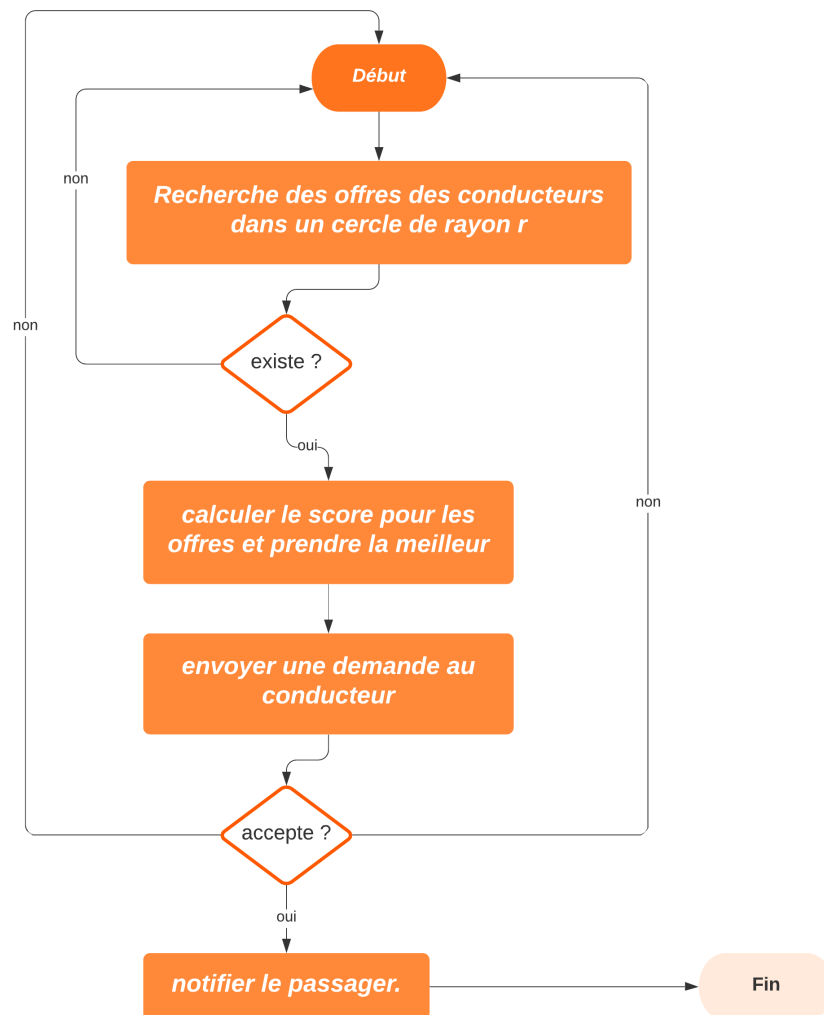 Début
non
Recherche des offres des conducteurs
dans un cercle de rayon r
non
existe ?
oui
non
calculer le score pour les
offres et prendre la meilleur
envoyer une demande au
conducteur
accepte ?
oui
notifier le passager.
Fin